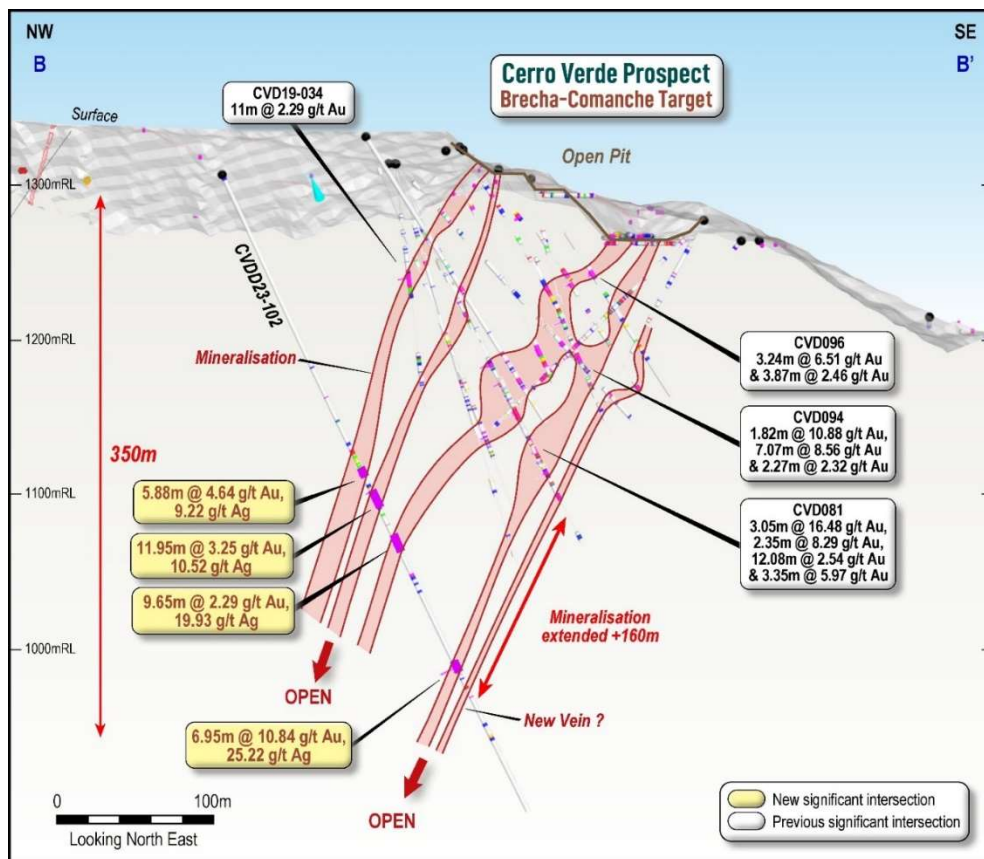 NW
SE
B
B'
Cerro Verde Prospect
Brecha-Comanche Target
CVD19-034
11m @ 2.29 g/t Au
Surface
Open Pit
1300mRL
CVDD23-102
1200mRL
Mineralisation
CVD096
3.24m @ 6.51 g/t Au
& 3.87m @ 2.46 g/t Au
CVD094
1.82m @ 10.88 g/t Au,
7.07m @ 8.56 g/t Au
& 2.27m @ 2.32 g/t Au
350m
1100mRL
5.88m @ 4.64 g/t Au,
9.22 g/t Ag
CVD081
3.05m @ 16.48 g/t Au,
2.35m @ 8.29 g/t Au,
12.08m @ 2.54 g/t Au
& 3.35m @ 5.97 g/t Au
11.95m @ 3.25 g/t Au,
10.52 g/t Ag
9.65m @ 2.29 g/t Au,
19.93 g/t Ag
Mineralisation
extended +160m
1000mRL
OPEN
New Vein ?
6.95m @ 10.84 g/t Au,
25.22 g/t Ag
OPEN
0
100m
Looking North East
New significant intersection
Previous significant intersection